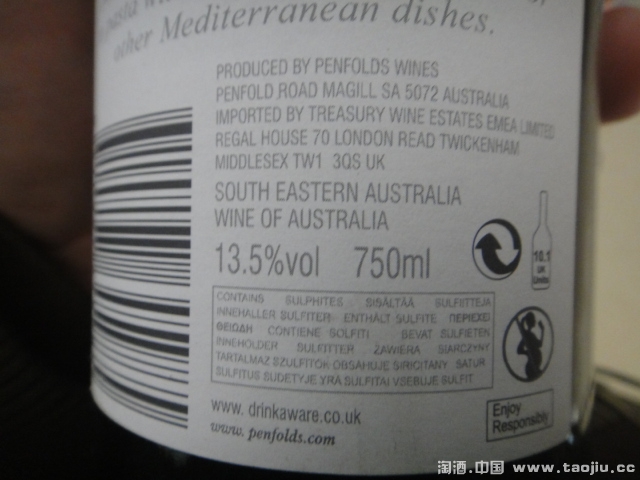 pasta
other Mediterranean dishes.
PRODUCED BY PENFOLDS WINES
PENFOLD ROAD MAGILL SA 5072 AUSTRALIA
IMPORTED BY TREASURY WINE ESTATES EMEA LIMITED
REGAL HOUSE 70 LONDON READ TWICKENHAM
MIDDLESEX TW1 3QS UK
SOUTH EASTERN AUSTRALIA
WINE OF AUSTRALIA
13.5%vol 750ml
10.1
UK
Units
CONTAINS SULPHITES SISÄLTÄÄ SULFIITTEJA
INNEHÅLLER SULFITER ENTHÄLT SULFITE ΠΕΡΙΕΧΕΙ
ΘΕΙΩΔΗ CONTIENE SOLFITI BEVAT SULFIETEN
INNEHOLDER SULFITTER ZAWIERA SIARCZYNY
TARTALMAZ SZULFITOK OBSAHUJE SIRICITANY SATUR
SULFITUS SUDETYJE YRA SULFITAI VSEBUJE SULFIT
www. drinkaware.co.uk
www. penfolds.com
Enjoy
Responsibly
淘酒.中国 www.taojiu.cc